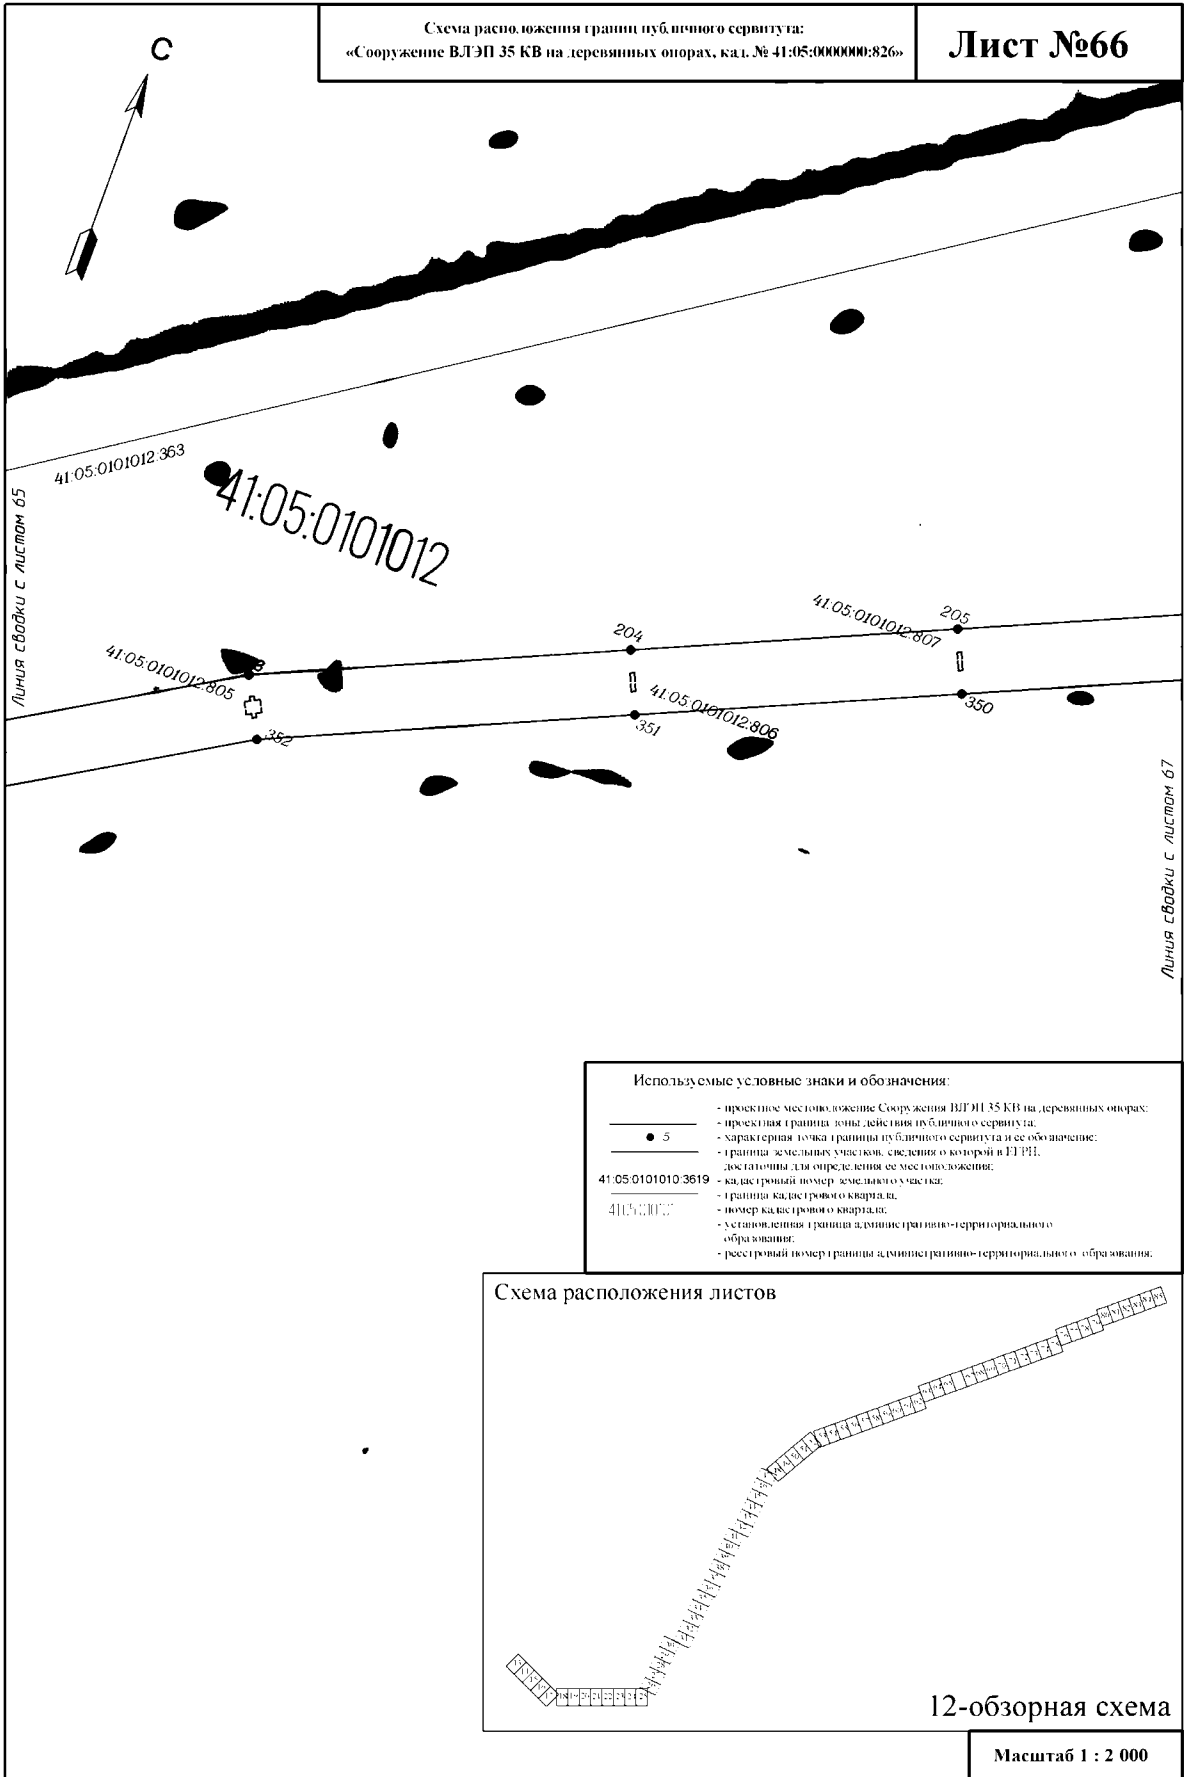 Схема расположения границ публичного сервитута:
«Сооружение ВЛЭП 35 КВ на деревянных опорах, кад. № 41:05:0000000:826»
Лист №66
С
41:05:0101012:363
41:05:0101012
Линия сводки с листом 65
41:05:0101012:805
204
41:05:0101012:807
205
352
351
41:05:0101012:806
350
Линия сводки с листом 67
Используемые условные знаки и обозначения:
- проектное местоположение Сооружения ВЛЭП 35 КВ на деревянных опорах;
- проектная граница зоны действия публичного сервитута;
5 - характерная точка границы публичного сервитута и ее обозначение;
- граница земельных участков, сведения о которой в ЕГРН,
достаточны для определения ее местоположения;
41:05:0101010:3619 - кадастровый номер земельного участка;
- граница кадастрового квартала;
- номер кадастрового квартала;
- установленная граница административно-территориального
образования;
- реестровый номер границы административно-территориального образования;
Схема расположения листов
12-обзорная схема
Масштаб 1 : 2 000